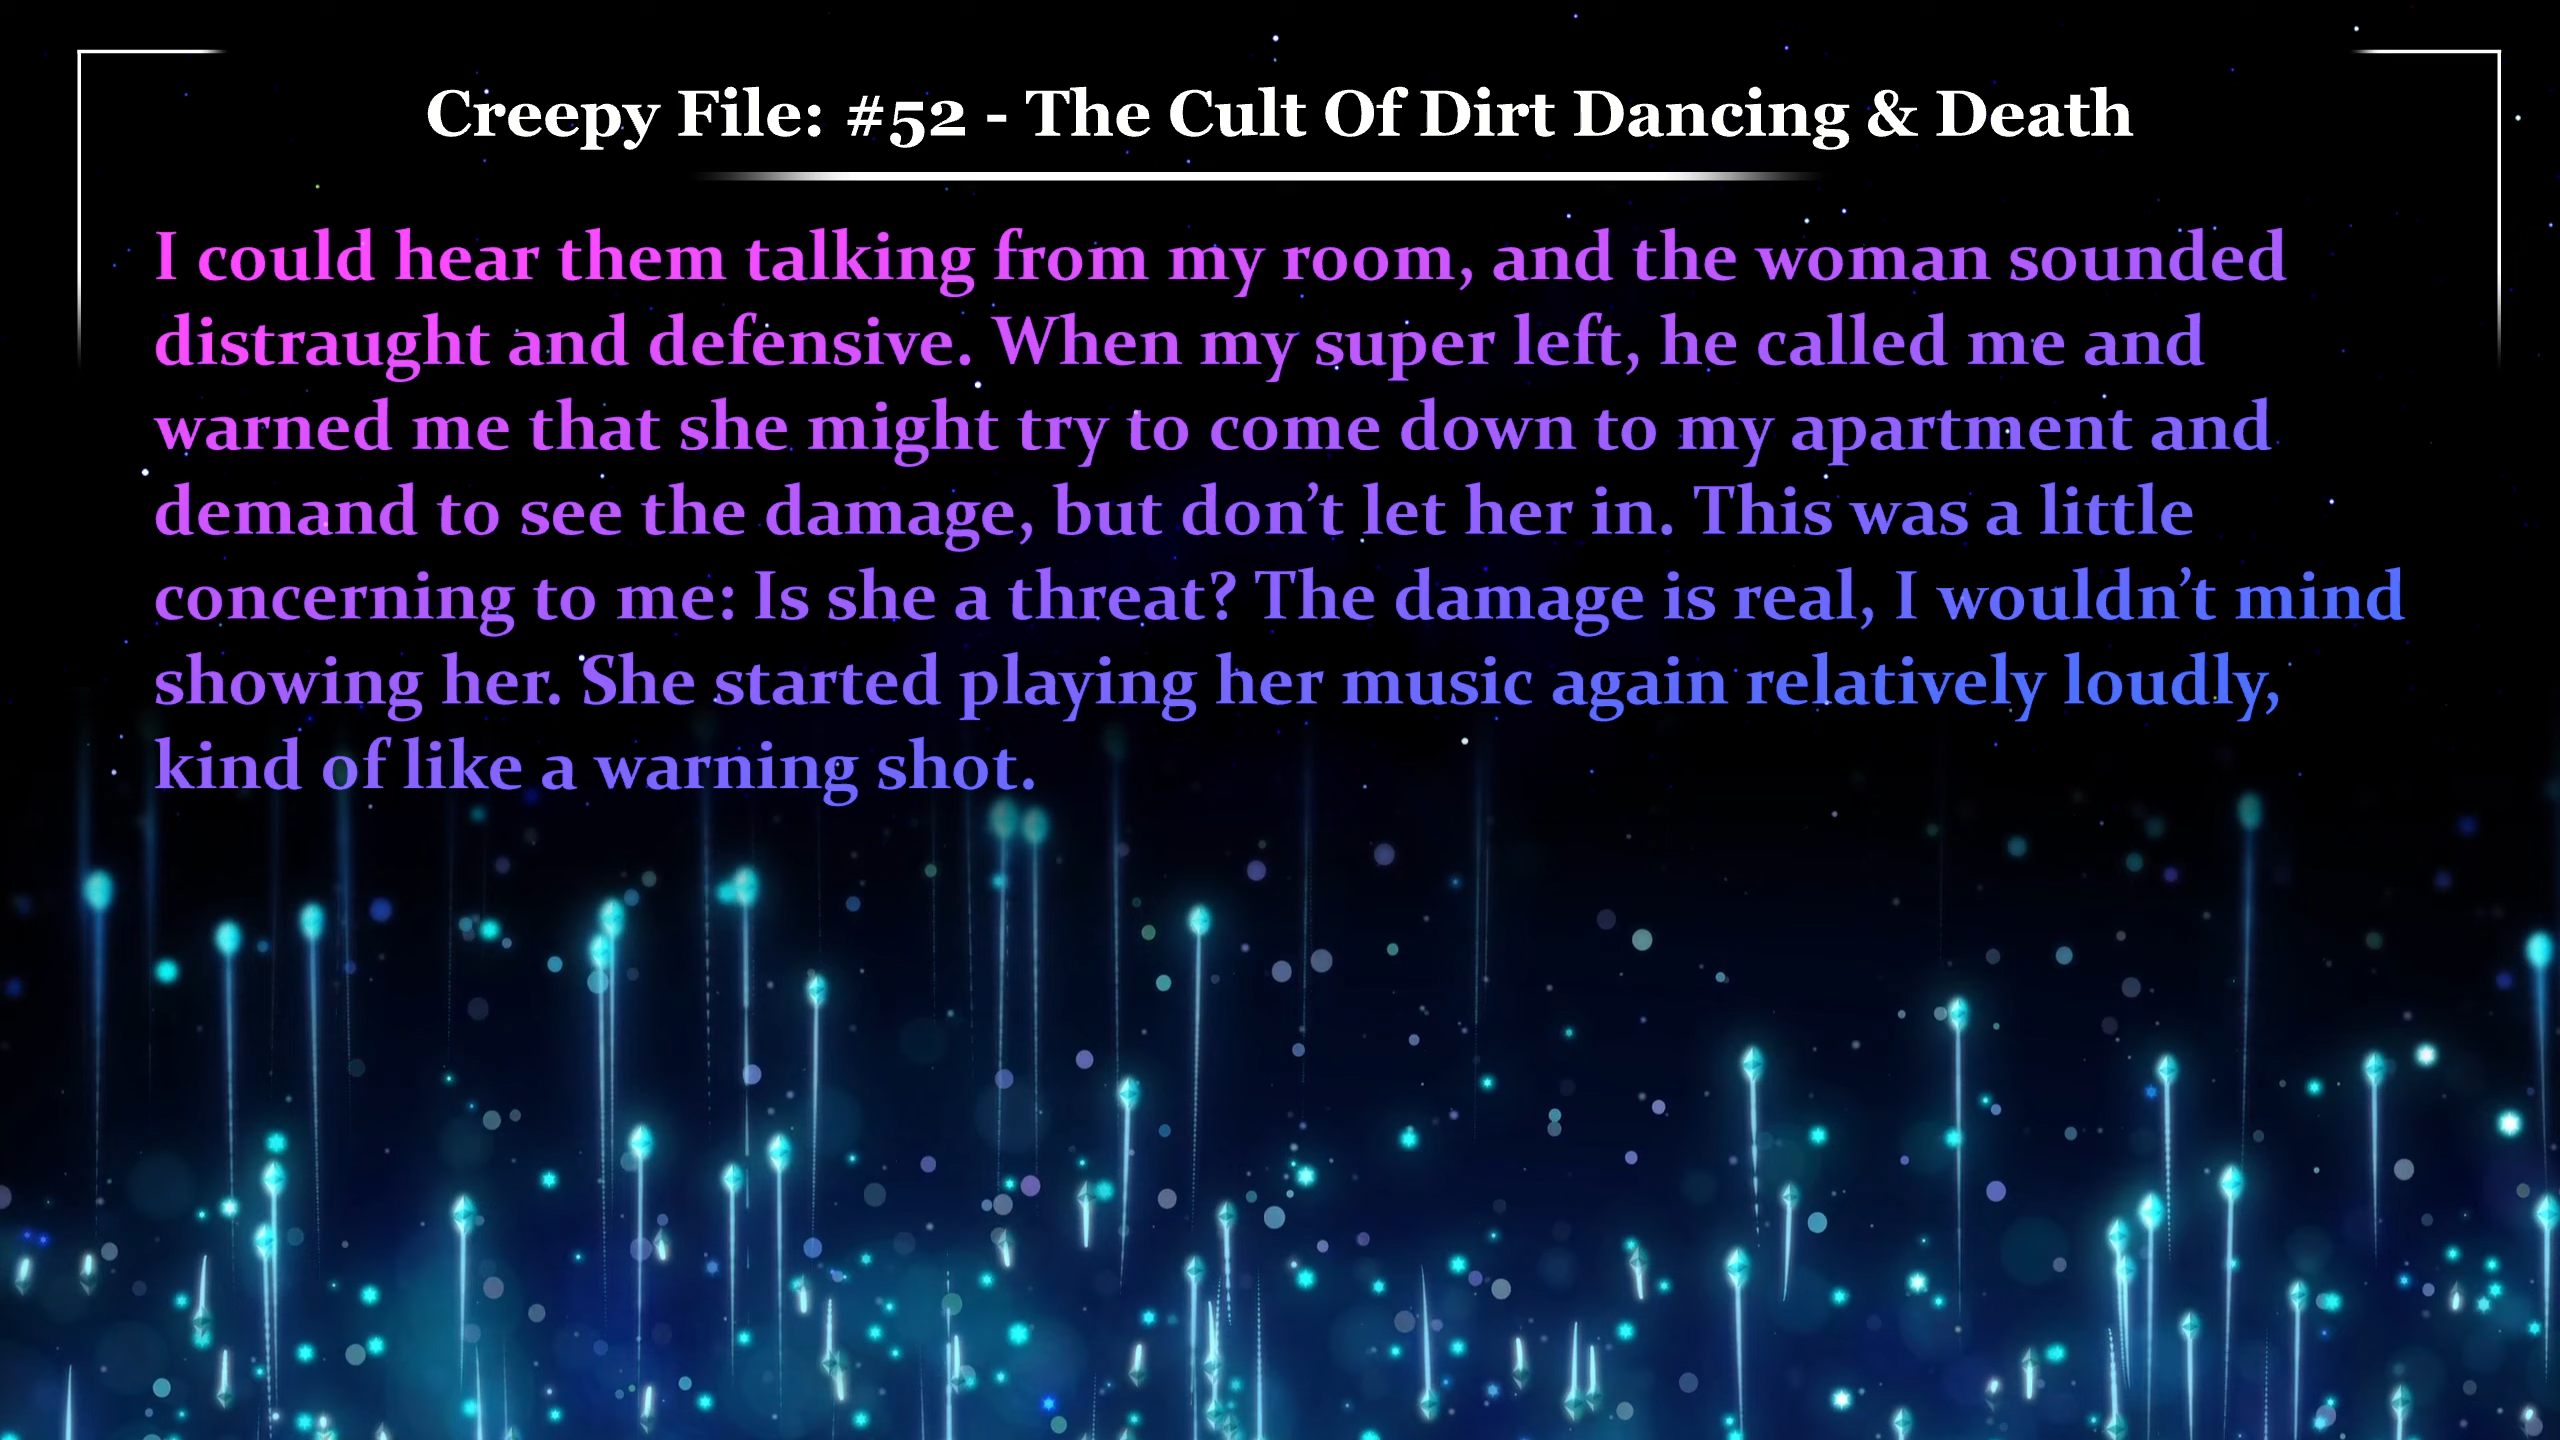 Creepy File: #52 - The Cult Of Dirt Dancing & Death
I could hear them talking from my room, and the woman sounded
distraught and defensive. When my super left, he called me and
warned me that she might try to come down to my apartment and
demand to see the damage, but don’t let her in. This was a little
concerning to me: Is she a threat? The damage is real, I wouldn’t mind
showing her. She started playing her music again relatively loudly,
kind of like a warning shot.